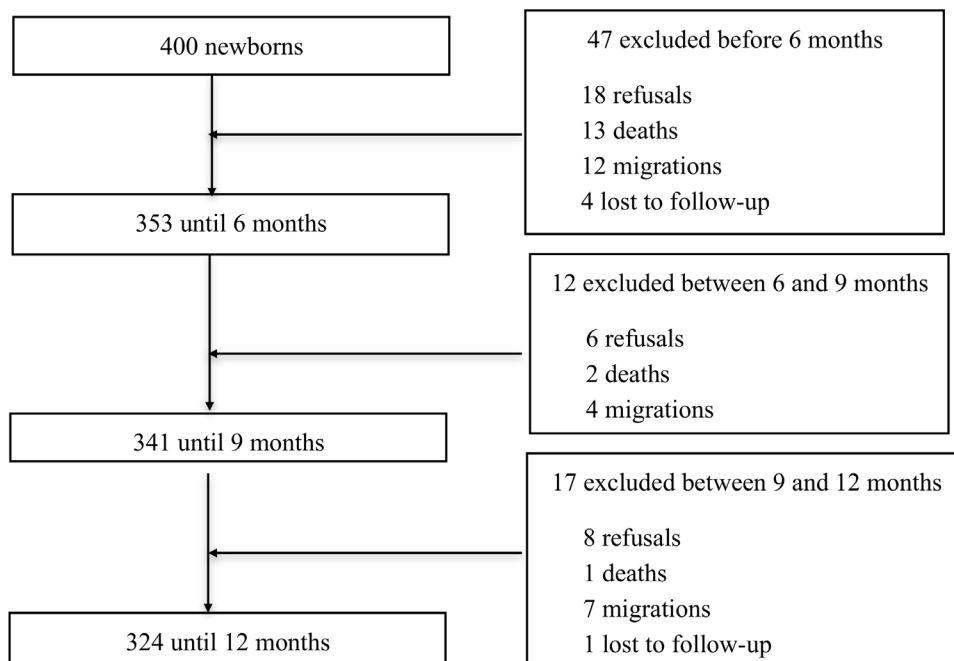 400 newborns
47 excluded before 6 months
18 refusals
13 deaths
12 migrations
4 lost to follow-up
353 until 6 months
12 excluded between 6 and 9 months
6 refusals
2 deaths
4 migrations
341 until 9 months
17 excluded between 9 and 12 months
8 refusals
1 deaths
7 migrations
1 lost to follow-up
324 until 12 months